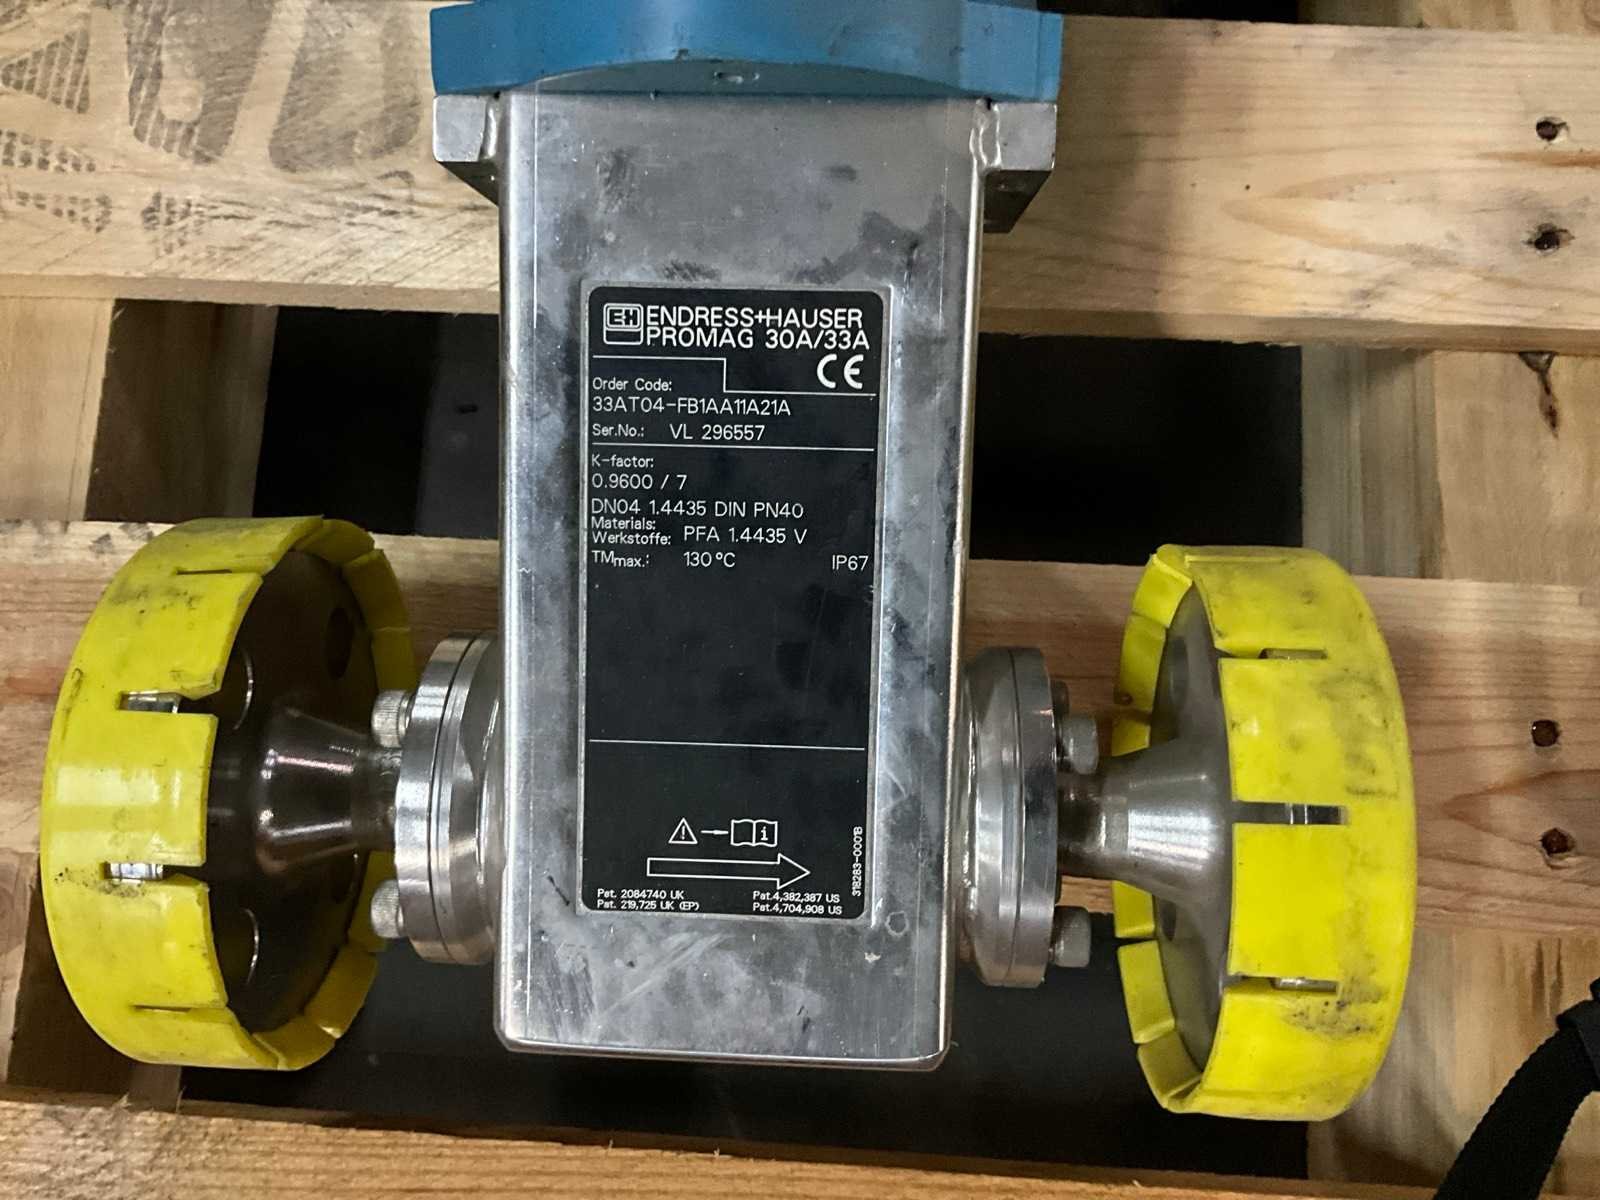 E+H ENDRESS+HAUSER
PROMAG 30A/33A
CE
Order Code:
33AT04-FB1AA11A21A
Ser.No.: VL 296557
K-factor:
0.9600 / 7
DN04 1.4435 DIN PN40
Materials:
Werkstoffe: PFA 1.4435 V
TMmax.: 130°C IP67
i
Pat. 2084740 UK Pat.4,382,387 US
Pat. 219,725 UK (EP) Pat.4,704,908 US
318283-0001B